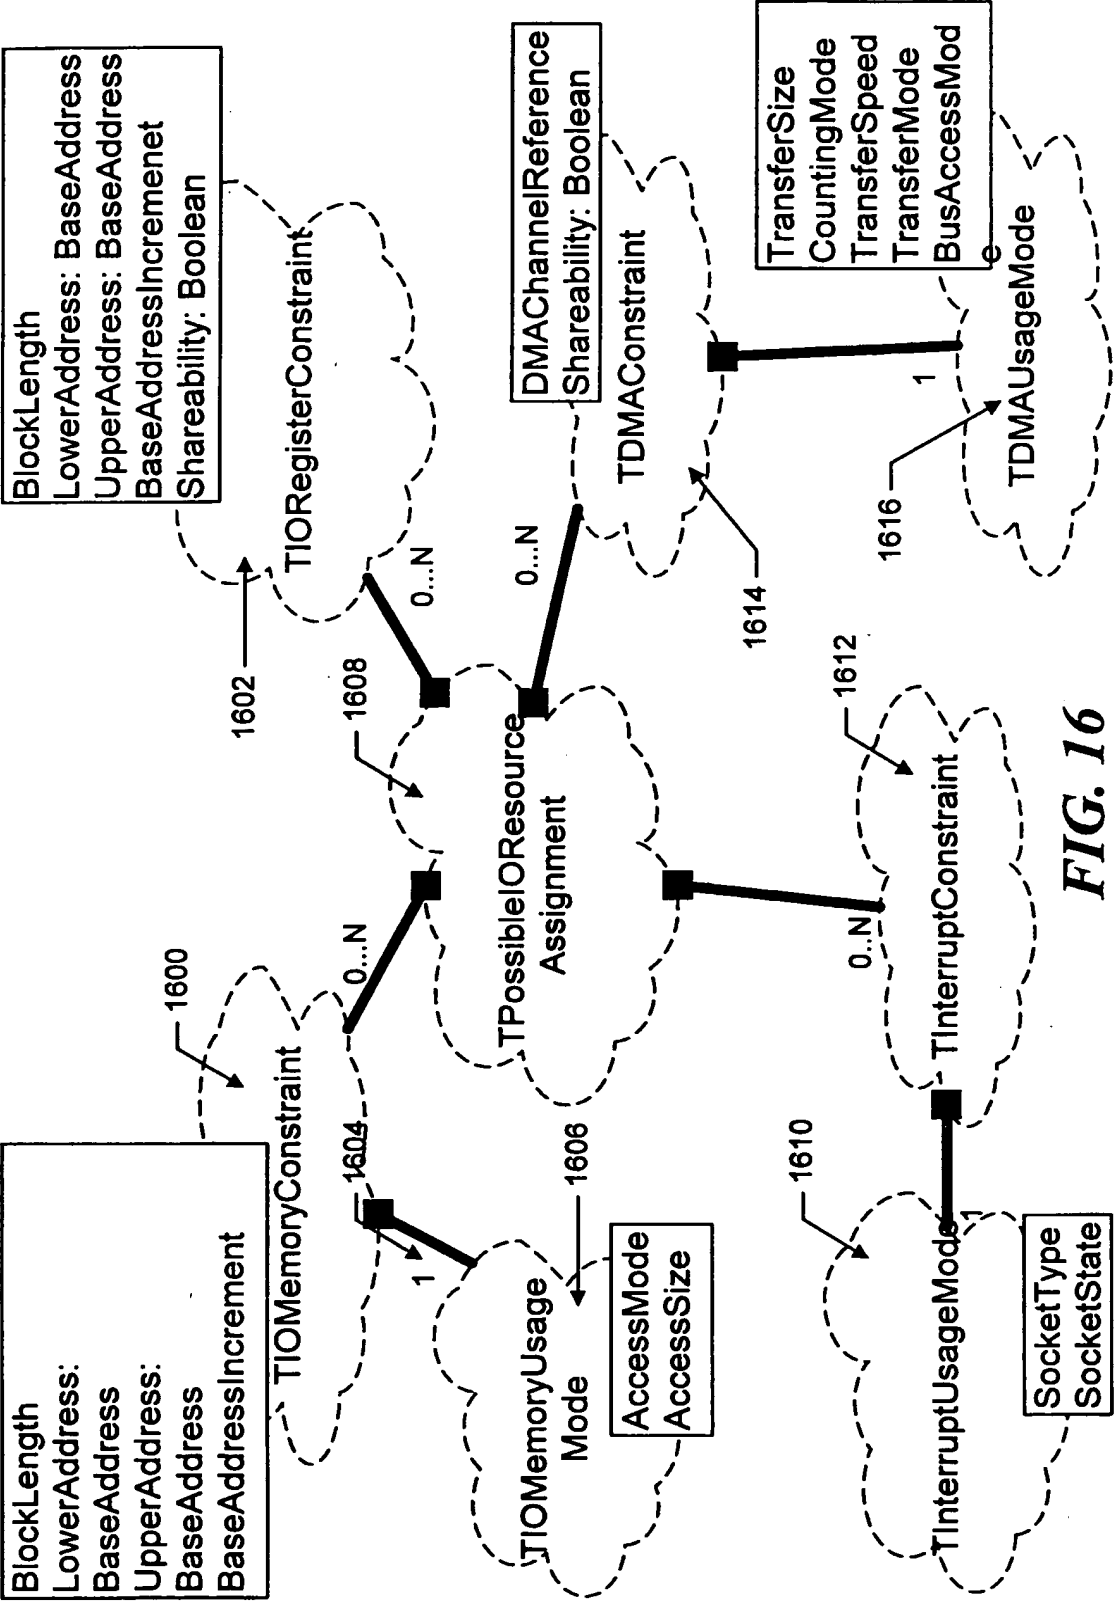 BlockLength
LowerAddress:
BaseAddress
UpperAddress:
BaseAddress
BaseAddressIncrement
1600
TIOMemoryConstraint
BlockLength
LowerAddress: BaseAddress
UpperAddress: BaseAddress
BaseAddressIncremenet
Shareability: Boolean
1602
TIORegisterConstraint
1604
1
0...N
1608
0...N
TIOMemoryUsage
Mode
1606
AccessMode
AccessSize
TPossibleIOResource
Assignment
0...N
DMAChannelReference
Shareability: Boolean
TDMAConstraint
1614
1610
TInterruptUsageMode
1
SocketType
SocketState
0..N
1612
TInterruptConstraint
1616
1
TransferSize
CountingMode
TransferSpeed
TransferMode
BusAccessMod
e
TDMAUsageMode
FIG. 16